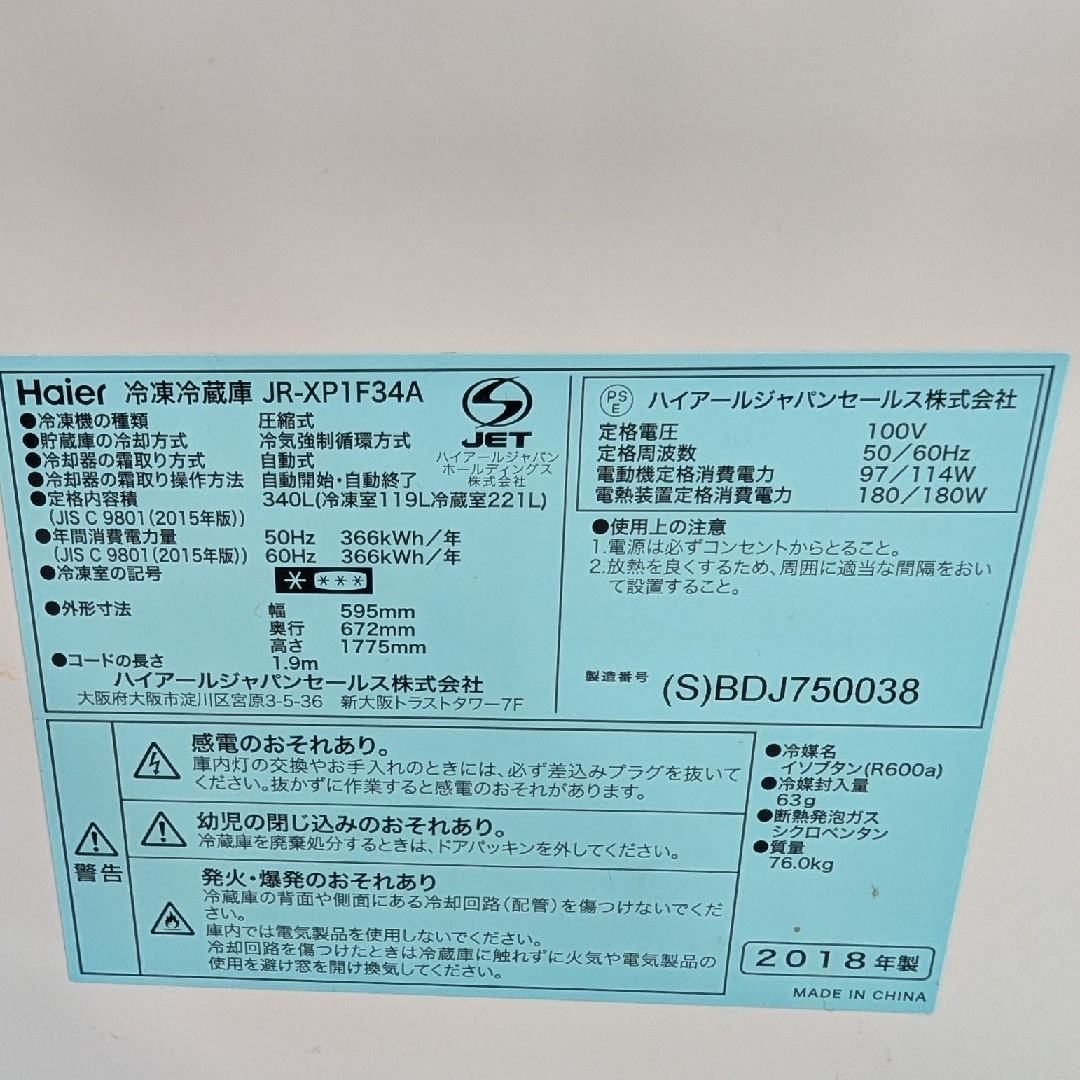 Haier 冷凍冷蔵庫 JR-XP1F34A
●冷凍機の種類 圧縮式
●貯蔵庫の冷却方式 冷気強制循環方式
●冷却器の霜取り方式 自動式
●冷却器の霜取り操作方法 自動開始・自動終了
●定格内容積 340L(冷凍室119L冷蔵室221L)
(JIS C 9801(2015年版))
●年間消費電力量 50Hz 366kWh/年
(JIS C 9801(2015年版)) 60Hz 366kWh/年
●冷凍室の記号
●外形寸法 幅 595mm
奥行 672mm
高さ 1775mm
●コードの長さ 1.9m
ハイアールジャパンセールス株式会社
大阪府大阪市淀川区宮原3-5-36 新大阪トラストタワー7F
JET
ハイアールジャパン
ホールディングス
株式会社
PS
E
ハイアールジャパンセールス株式会社
定格電圧 100V
定格周波数 50/60Hz
電動機定格消費電力 97/114W
電熱装置定格消費電力 180/180W
●使用上の注意
1.電源は必ずコンセントからとること。
2.放熱を良くするため、周囲に適当な間隔をおい
て設置すること。
製造番号 (S)BDJ750038
警告
感電のおそれあり。
庫内灯の交換やお手入れのときには、必ず差込みプラグを抜いて
ください。抜かずに作業すると感電のおそれがあります。
幼児の閉じ込みのおそれあり。
冷蔵庫を廃棄処分するときは、ドアパッキンを外してください。
発火・爆発のおそれあり
冷蔵庫の背面や側面にある冷却回路(配管)を傷つけないでくだ
さい。
庫内では電気製品を使用しないでください。
冷却回路を傷つけたときは冷蔵庫に触れずに火気や電気製品の
使用を避け窓を開け換気してください。
●冷媒名
イソブタン(R600a)
●冷媒封入量
63g
●断熱発泡ガス
シクロペンタン
●質量
76.0kg
2018年製
MADE IN CHINA